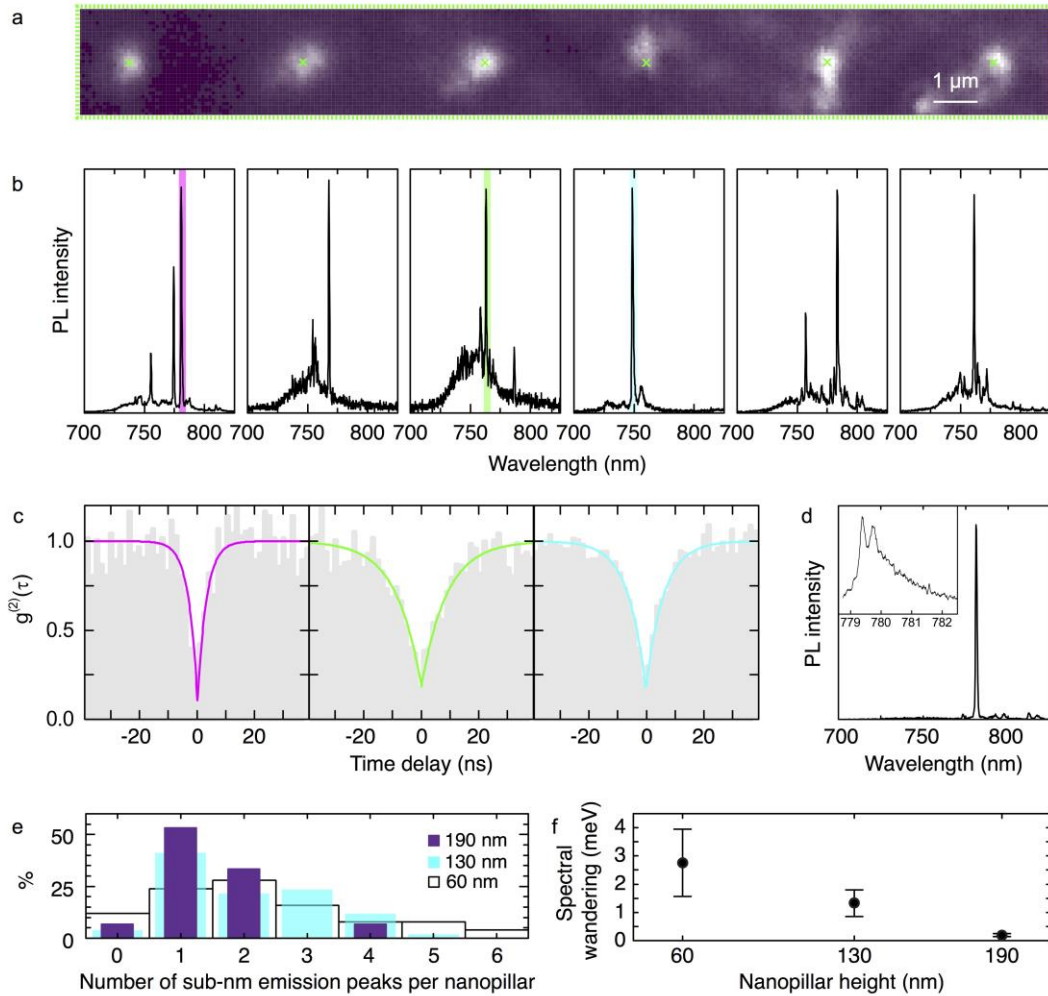 a
1 µm
b
PL intensity
700 750 800 700 750 800 700 750 800 700 750 800 700 750 800 700 750 800
Wavelength (nm)
c
g(2)(τ)
1.0
0.5
0.0
-20 0 20 -20 0 20 -20 0 20
Time delay (ns)
d
PL intensity
779 780 781 782
700 750 800
Wavelength (nm)
e
%
50
25
0
190 nm
130 nm
60 nm
0 1 2 3 4 5 6
Number of sub-nm emission peaks per nanopillar
f
Spectral
wandering (meV)
4
3
2
1
0
60 130 190
Nanopillar height (nm)